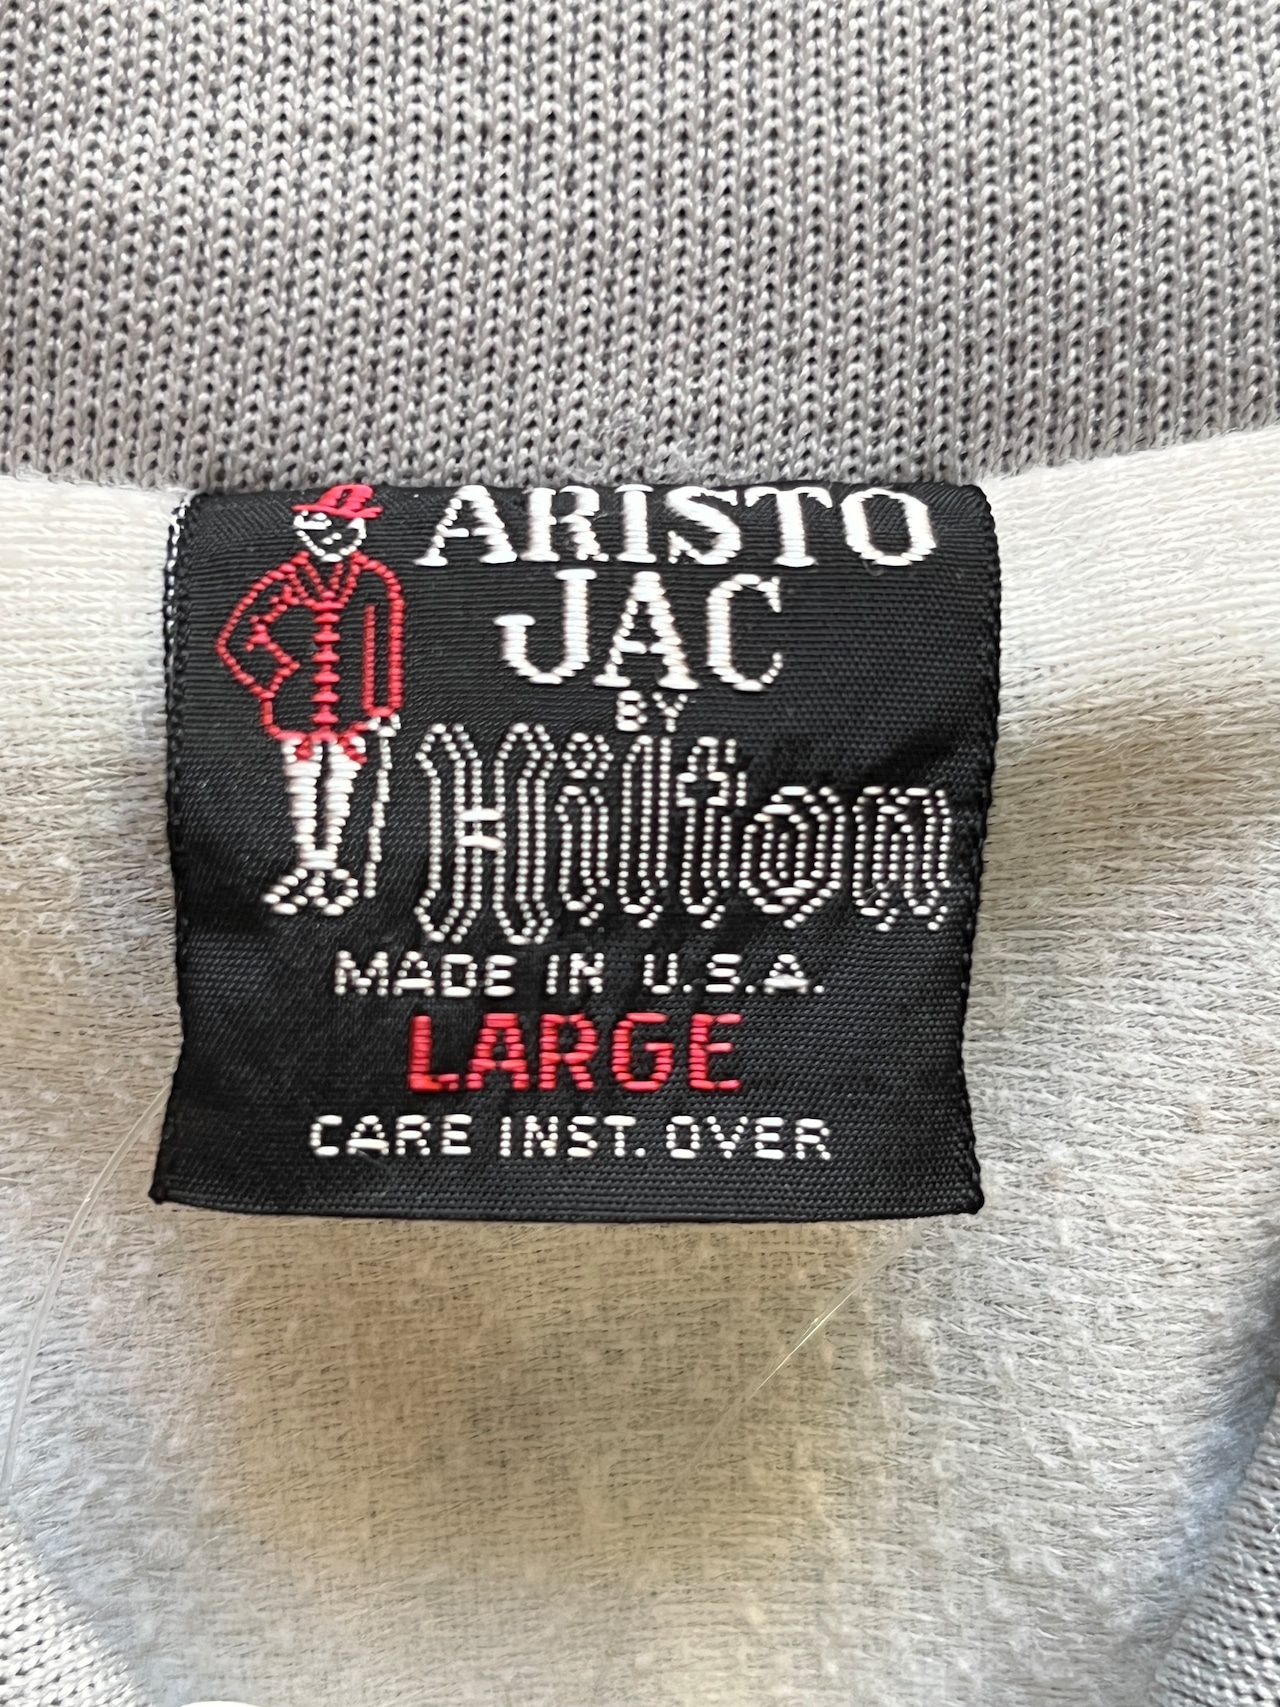 ARISTO
JAC
BY
Hilton
MADE IN U.S.A.
LARGE
CARE INST. OVER